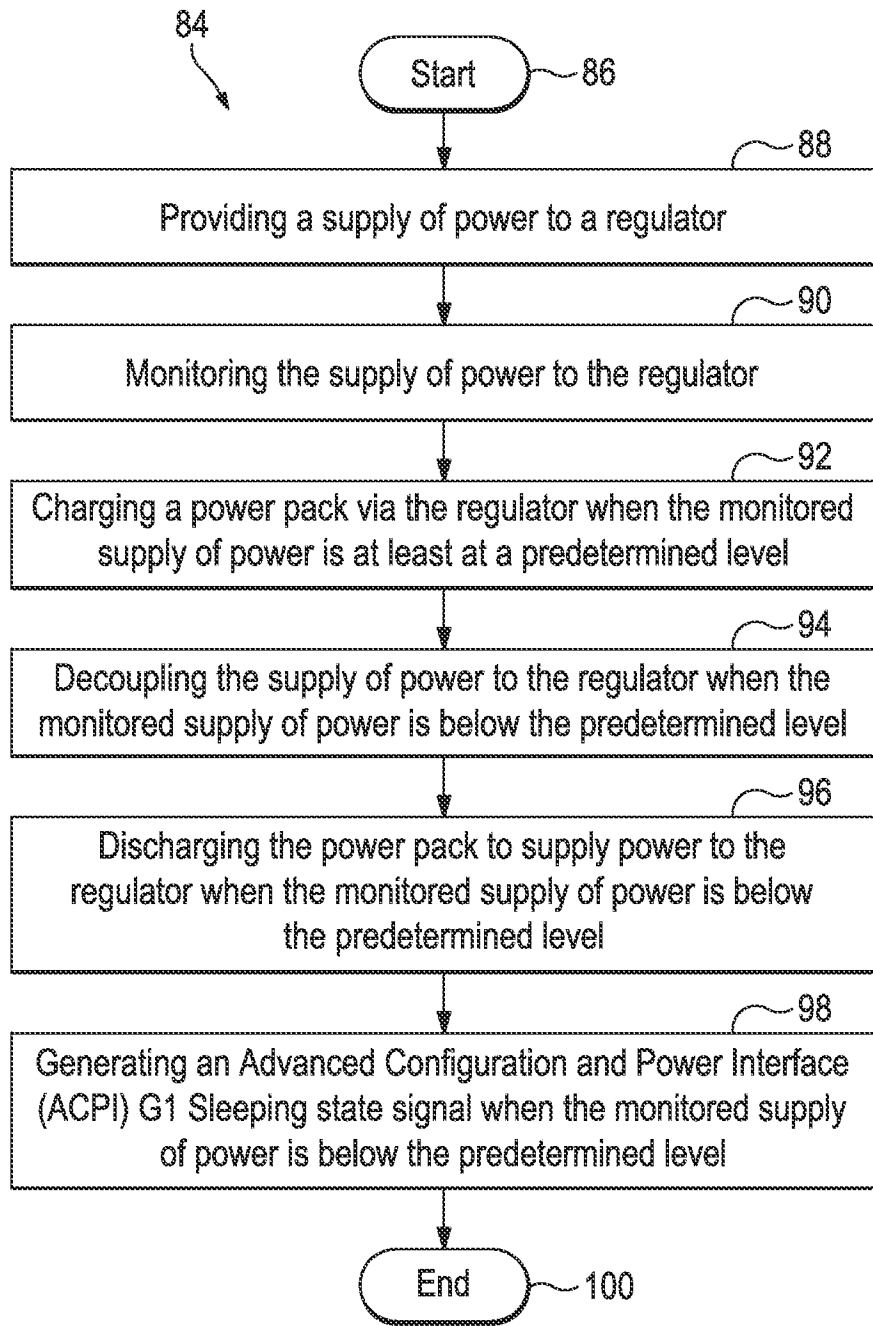 84
Start
86
88
Providing a supply of power to a regulator
90
Monitoring the supply of power to the regulator
92
Charging a power pack via the regulator when the monitored
supply of power is at least at a predetermined level
94
Decoupling the supply of power to the regulator when the
monitored supply of power is below the predetermined level
96
Discharging the power pack to supply power to the
regulator when the monitored supply of power is below
the predetermined level
98
Generating an Advanced Configuration and Power Interface
(ACPI) G1 Sleeping state signal when the monitored supply
of power is below the predetermined level
End
100